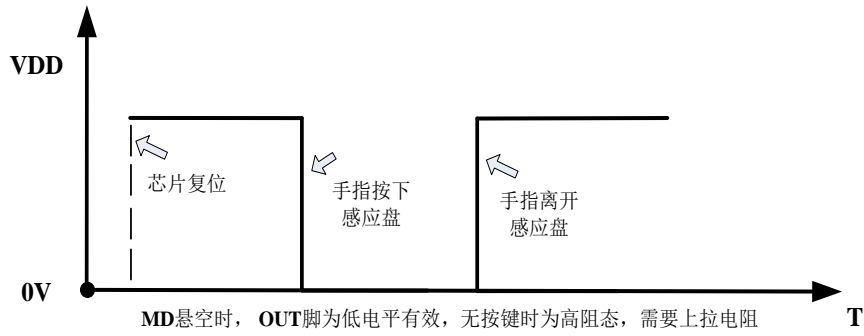 VDD
芯片复位
手指按下
感应盘
手指离开
感应盘
0V
T
MD悬空时， OUT脚为低电平有效，无按键时为高阻态，需要上拉电阻